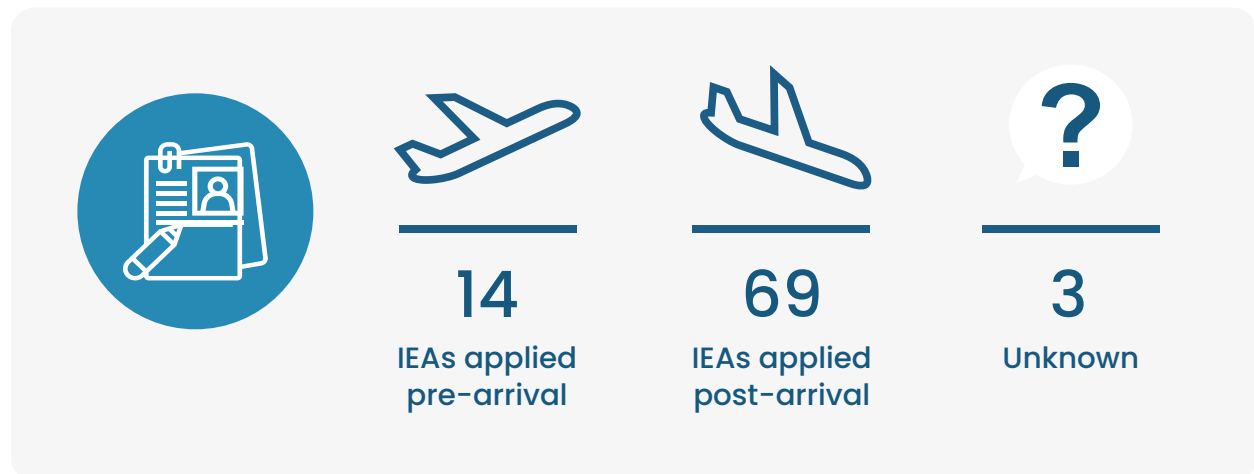 ?
14
IEAs applied
pre-arrival
69
IEAs applied
post-arrival
3
Unknown